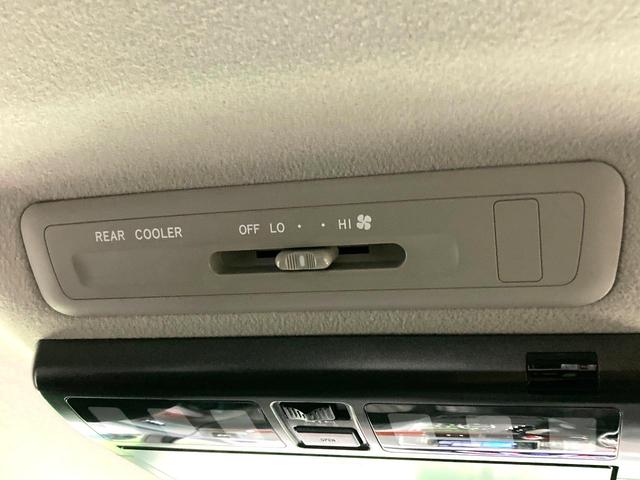 REAR COOLER OFF LO • • HI
OPEN